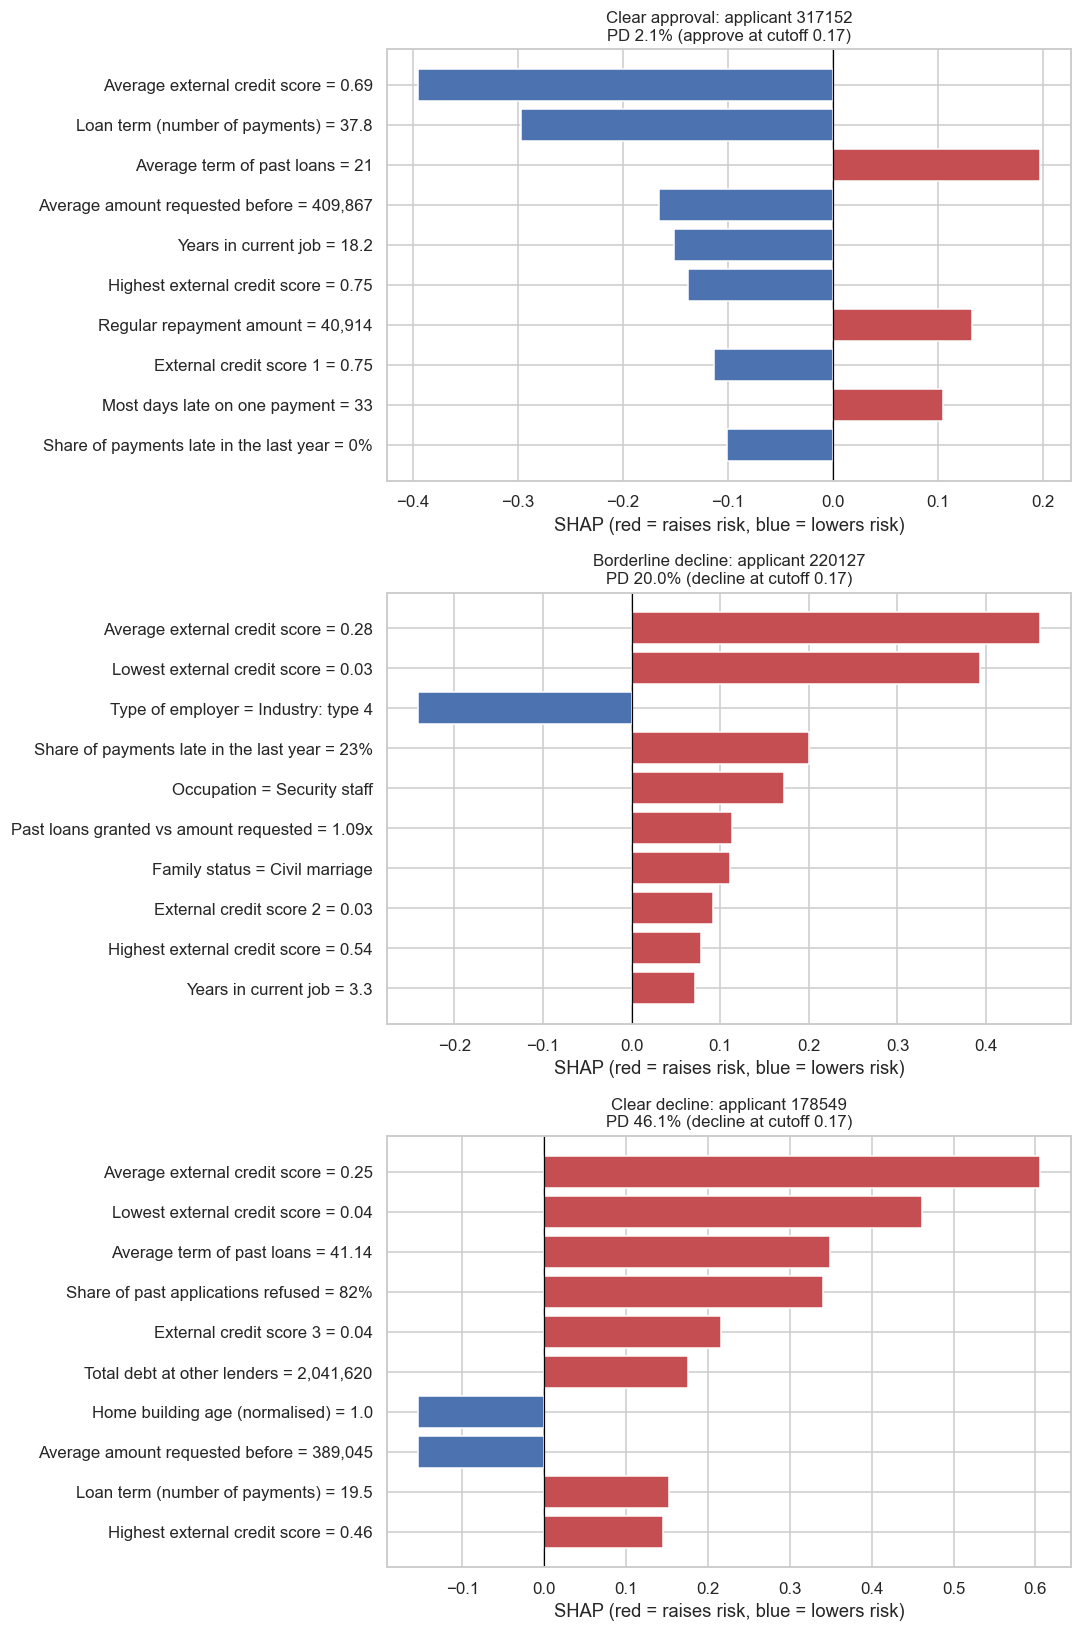 Clear approval: applicant 317152
PD 2.1% (approve at cutoff 0.17)
Average external credit score = 0.69
Loan term (number of payments) = 37.8
Average term of past loans = 21
Average amount requested before = 409,867
Years in current job = 18.2
Highest external credit score = 0.75
Regular repayment amount = 40,914
External credit score 1 = 0.75
Most days late on one payment = 33
Share of payments late in the last year = 0%
−0.4 −0.3 −0.2 −0.1 0.0 0.1 0.2
SHAP (red = raises risk, blue = lowers risk)
Borderline decline: applicant 220127
PD 20.0% (decline at cutoff 0.17)
Average external credit score = 0.28
Lowest external credit score = 0.03
Type of employer = Industry: type 4
Share of payments late in the last year = 23%
Occupation = Security staff
Past loans granted vs amount requested = 1.09x
Family status = Civil marriage
External credit score 2 = 0.03
Highest external credit score = 0.54
Years in current job = 3.3
−0.2 −0.1 0.0 0.1 0.2 0.3 0.4
SHAP (red = raises risk, blue = lowers risk)
Clear decline: applicant 178549
PD 46.1% (decline at cutoff 0.17)
Average external credit score = 0.25
Lowest external credit score = 0.04
Average term of past loans = 41.14
Share of past applications refused = 82%
External credit score 3 = 0.04
Total debt at other lenders = 2,041,620
Home building age (normalised) = 1.0
Average amount requested before = 389,045
Loan term (number of payments) = 19.5
Highest external credit score = 0.46
−0.1 0.0 0.1 0.2 0.3 0.4 0.5 0.6
SHAP (red = raises risk, blue = lowers risk)